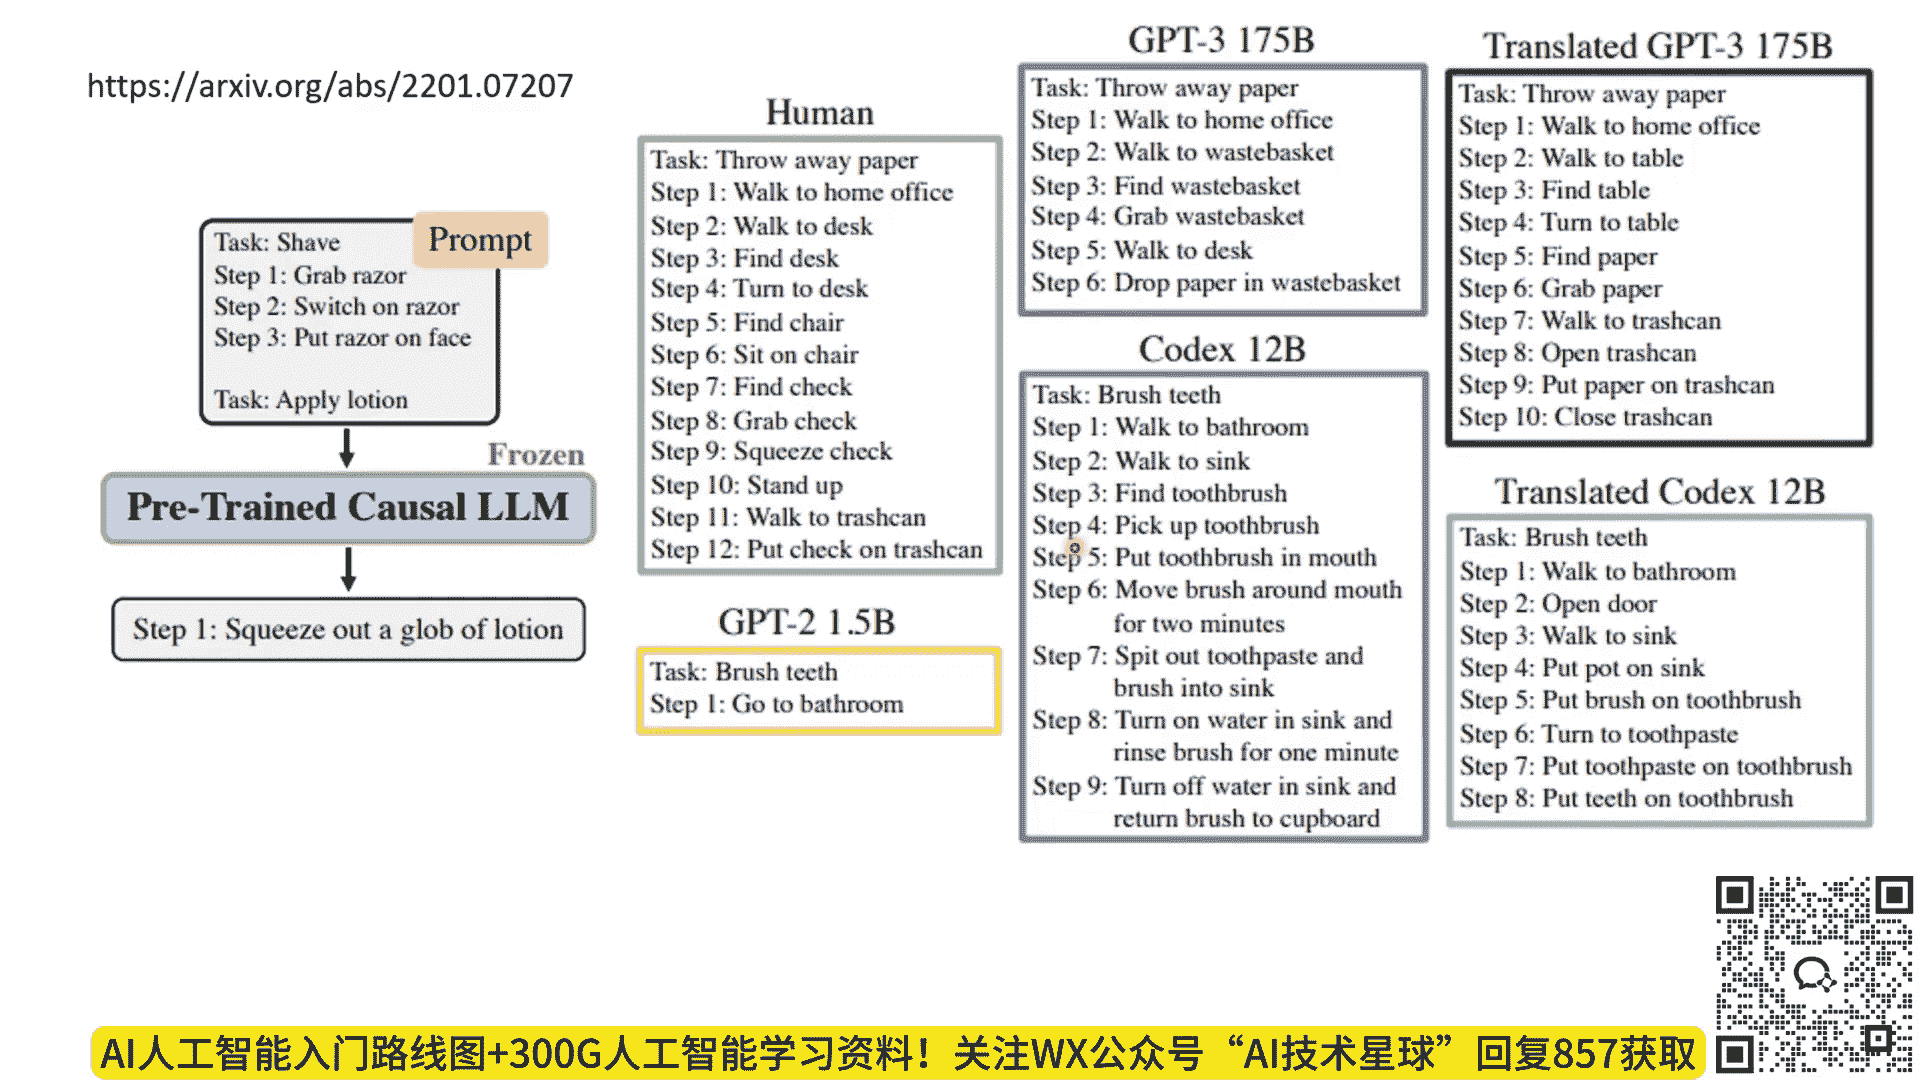 https://arxiv.org/abs/2201.07207
Prompt
Task: Shave
Step 1: Grab razor
Step 2: Switch on razor
Step 3: Put razor on face
Task: Apply lotion
Frozen
Pre-Trained Causal LLM
Step 1: Squeeze out a glob of lotion
Human
Task: Throw away paper
Step 1: Walk to home office
Step 2: Walk to desk
Step 3: Find desk
Step 4: Turn to desk
Step 5: Find chair
Step 6: Sit on chair
Step 7: Find check
Step 8: Grab check
Step 9: Squeeze check
Step 10: Stand up
Step 11: Walk to trashcan
Step 12: Put check on trashcan
GPT-2 1.5B
Task: Brush teeth
Step 1: Go to bathroom
GPT-3 175B
Task: Throw away paper
Step 1: Walk to home office
Step 2: Walk to wastebasket
Step 3: Find wastebasket
Step 4: Grab wastebasket
Step 5: Walk to desk
Step 6: Drop paper in wastebasket
Codex 12B
Task: Brush teeth
Step 1: Walk to bathroom
Step 2: Walk to sink
Step 3: Find toothbrush
Step 4: Pick up toothbrush
Step 5: Put toothbrush in mouth
Step 6: Move brush around mouth
for two minutes
Step 7: Spit out toothpaste and
brush into sink
Step 8: Turn on water in sink and
rinse brush for one minute
Step 9: Turn off water in sink and
return brush to cupboard
Translated GPT-3 175B
Task: Throw away paper
Step 1: Walk to home office
Step 2: Walk to table
Step 3: Find table
Step 4: Turn to table
Step 5: Find paper
Step 6: Grab paper
Step 7: Walk to trashcan
Step 8: Open trashcan
Step 9: Put paper on trashcan
Step 10: Close trashcan
Translated Codex 12B
Task: Brush teeth
Step 1: Walk to bathroom
Step 2: Open door
Step 3: Walk to sink
Step 4: Put pot on sink
Step 5: Put brush on toothbrush
Step 6: Turn to toothpaste
Step 7: Put toothpaste on toothbrush
Step 8: Put teeth on toothbrush
AI人工智能入门路线图+300G人工智能学习资料！关注WX公众号“AI技术星球”回复857获取